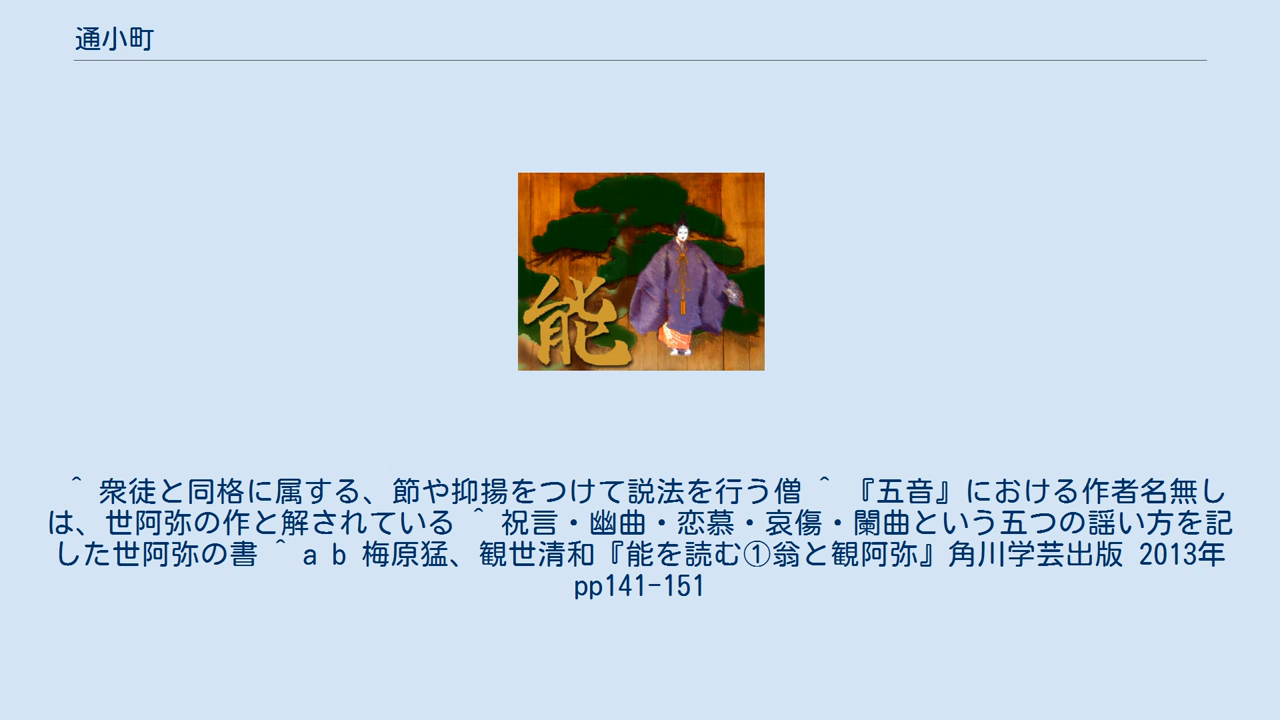 通小町
能
^ 衆徒と同格に属する、節や抑揚をつけて説法を行う僧 ^ 『五音』における作者名無し
は、世阿弥の作と解されている ^ 祝言・幽曲・恋慕・哀傷・闌曲という五つの謡い方を記
した世阿弥の書 ^ a b 梅原猛、観世清和『能を読む①翁と観阿弥』角川学芸出版 2013年
pp141-151